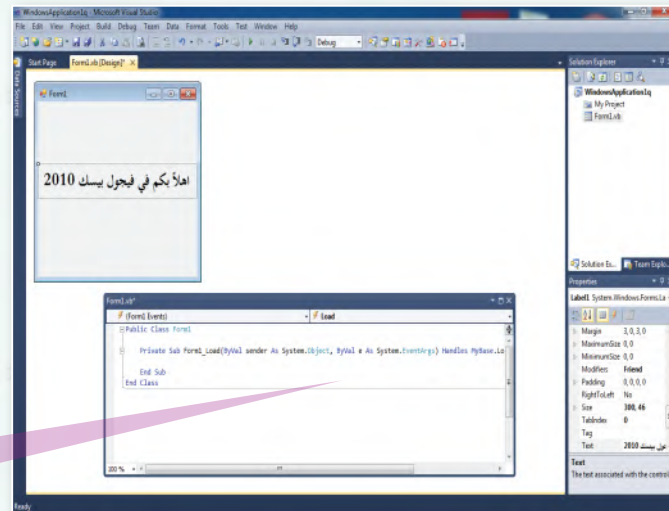 WindowsApplication1q - Microsoft Visual Studio
File Edit View Project Build Debug Team Data Format Tools Test Window Help
Debug
Data Sources
Start Page Form1.vb [Design]* X
Form1
اهلاً بكم في فيجول بيسك 2010
Form1.vb*
(Form1 Events) Load
Public Class Form1
Private Sub Form1_Load(ByVal sender As System.Object, ByVal e As System.EventArgs) Handles MyBase.Lo
End Sub
End Class
100 %
Solution Explorer
WindowsApplication1q
My Project
Form1.vb
Solution Ex... Team Explo...
Properties
Label1 System.Windows.Forms.La
Margin 3, 0, 3, 0
MaximumSize 0, 0
MinimumSize 0, 0
Modifiers Friend
Padding 0, 0, 0, 0
RightToLeft No
Size 300, 46
TabIndex 0
Tag
Text بيسك 2010
Text
The text associated with the control
Ready